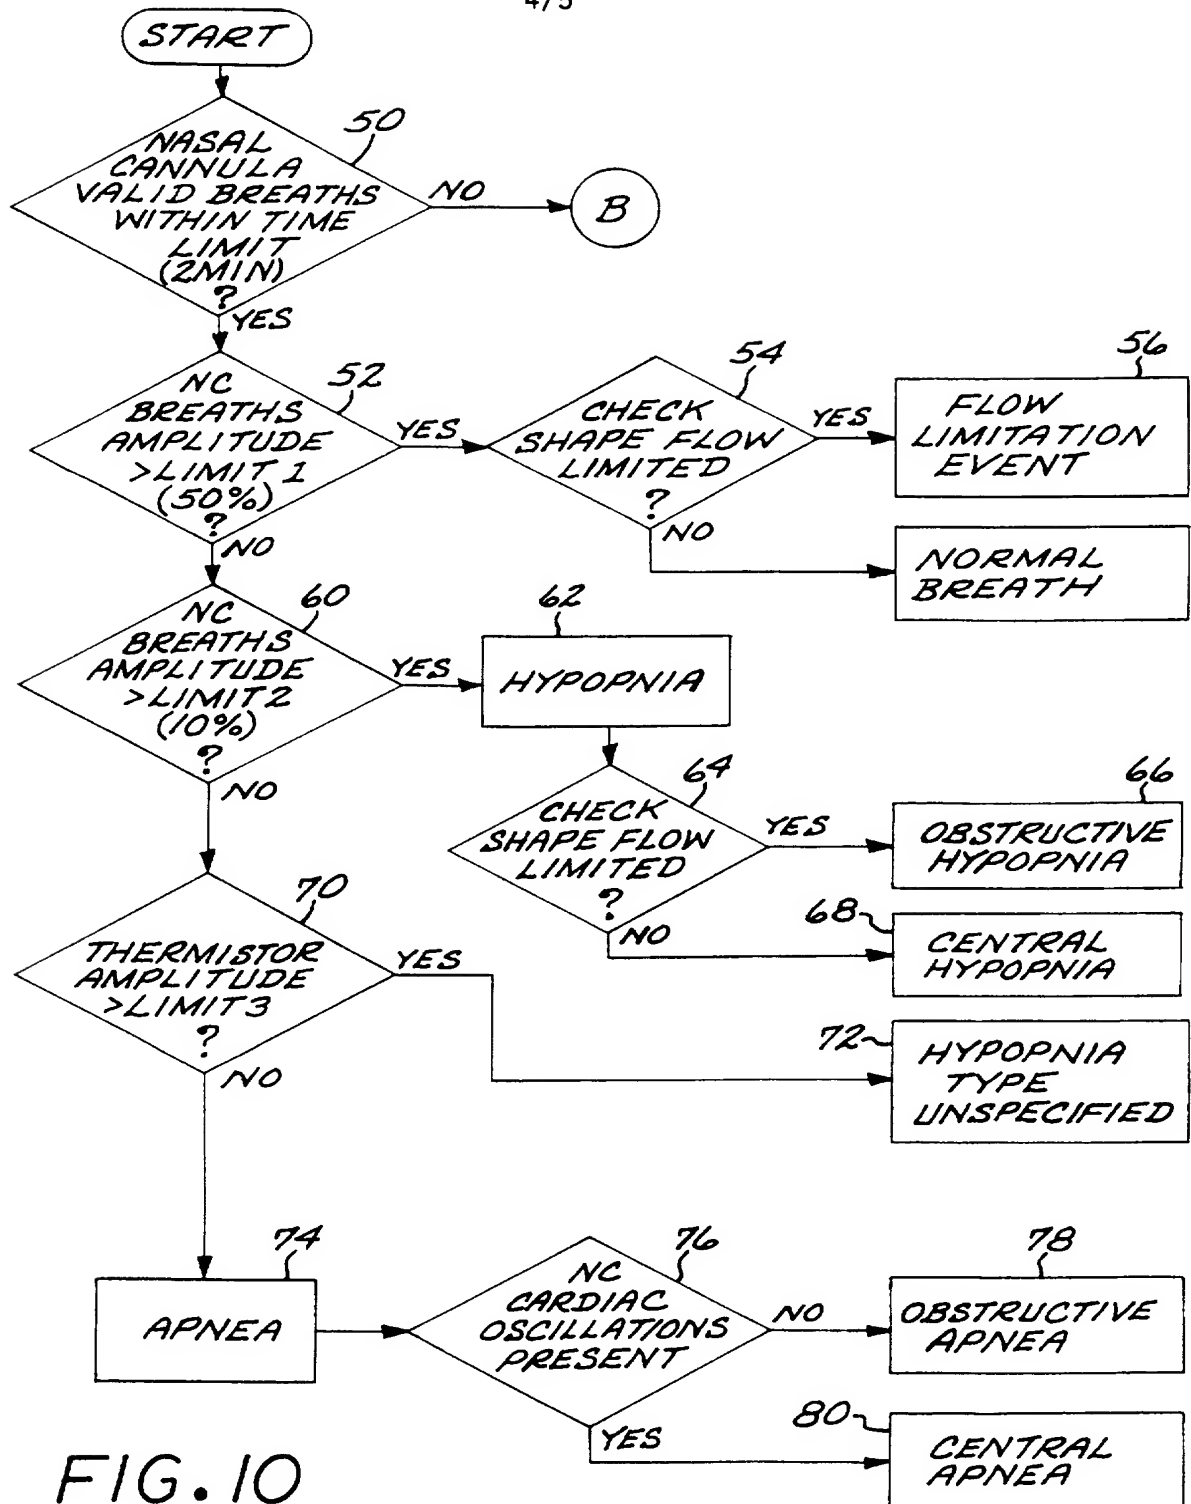 4/5
START
50
NASAL
CANNULA
VALID BREATHS
WITHIN TIME
LIMIT
(2MIN)
?
NO
B
YES
52
NC
BREATHS
AMPLITUDE
>LIMIT 1
(50%)
?
YES
54
CHECK
SHAPE FLOW
LIMITED
?
YES
56
FLOW
LIMITATION
EVENT
NO
NORMAL
BREATH
NO
60
NC
BREATHS
AMPLITUDE
>LIMIT2
(10%)
?
YES
62
HYPOPNIA
64
CHECK
SHAPE FLOW
LIMITED
?
YES
66
OBSTRUCTIVE
HYPOPNIA
NO
68
CENTRAL
HYPOPNIA
NO
70
THERMISTOR
AMPLITUDE
>LIMIT3
?
YES
72
HYPOPNIA
TYPE
UNSPECIFIED
NO
74
APNEA
76
NC
CARDIAC
OSCILLATIONS
PRESENT
NO
78
OBSTRUCTIVE
APNEA
YES
80
CENTRAL
APNEA
FIG. 10